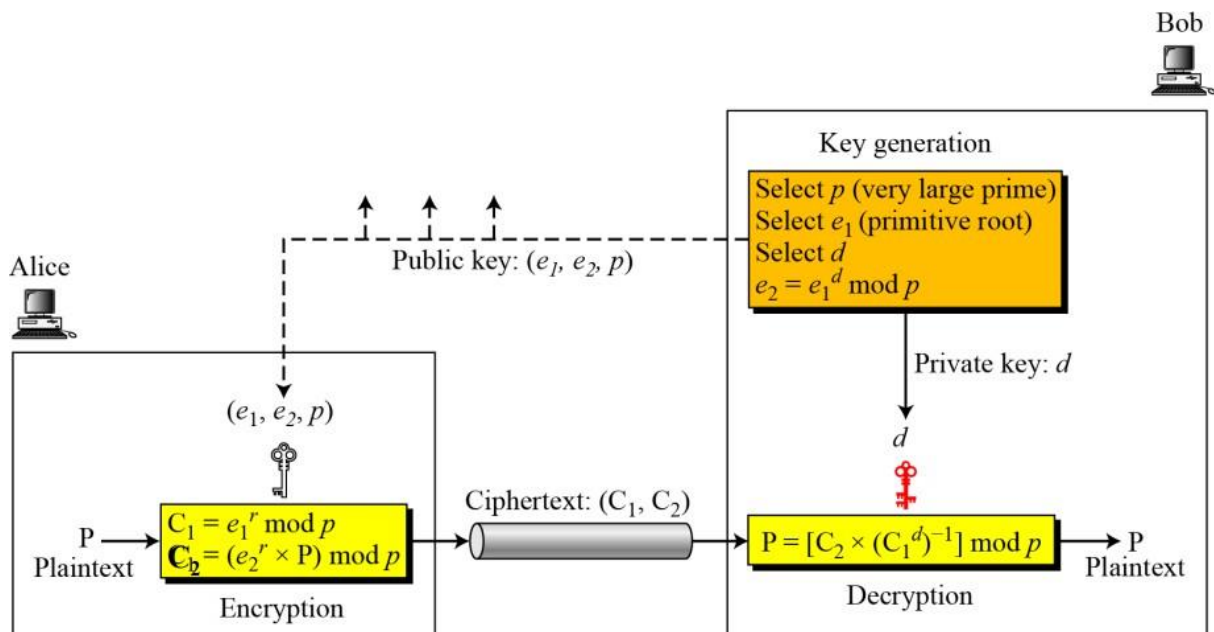 Bob
Key generation
Select p (very large prime)
Select e₁ (primitive root)
Select d
e₂ = e₁ᵈ mod p
Public key: (e₁, e₂, p)
Alice
Private key: d
(e₁, e₂, p)
d
Ciphertext: (C₁, C₂)
C₁ = e₁ʳ mod p
C₂ = (e₂ʳ × P) mod p
P = [C₂ × (C₁ᵈ)⁻¹] mod p
P
Plaintext
P
Plaintext
Encryption
Decryption